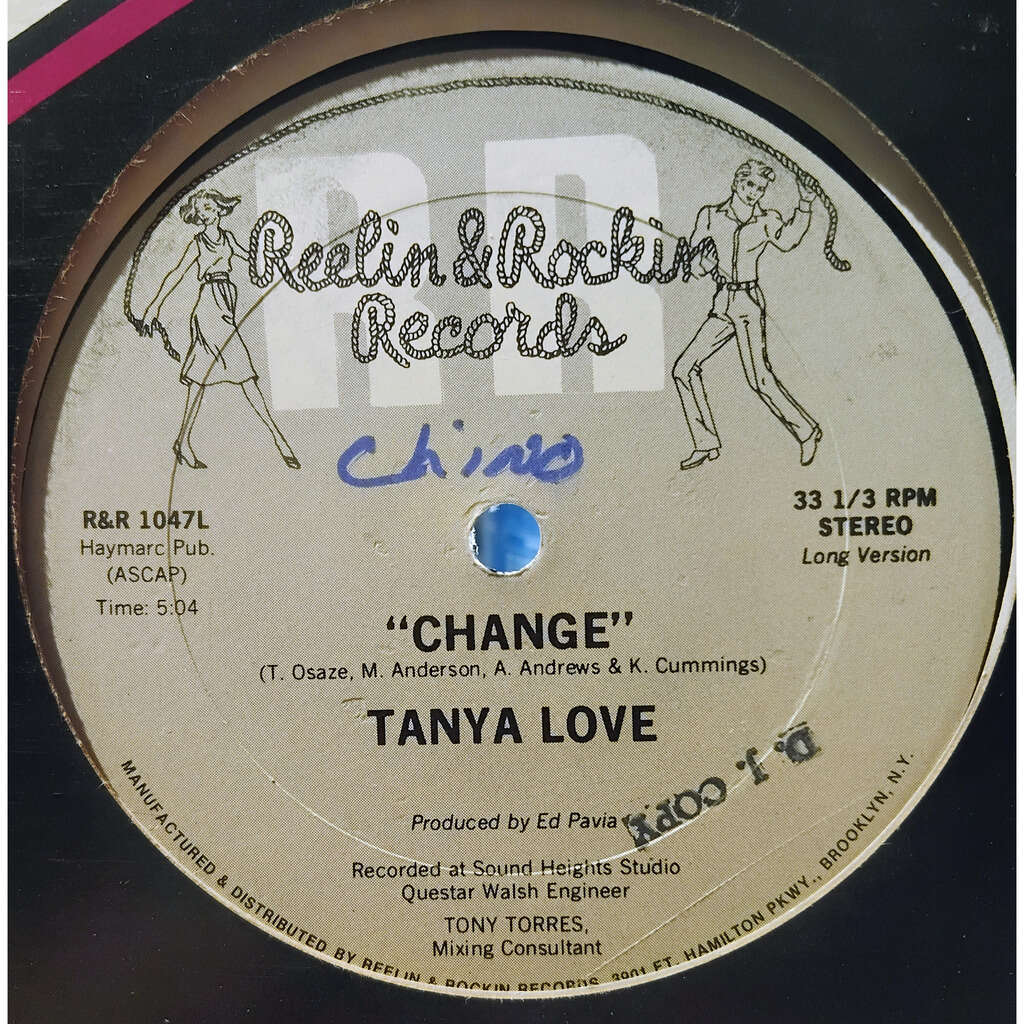 RR
Reelin & Rockin
Records
Chino
R&R 1047L
Haymarc Pub.
(ASCAP)
Time: 5:04
33 1/3 RPM
STEREO
Long Version
“CHANGE”
(T. Osaze, M. Anderson, A. Andrews & K. Cummings)
TANYA LOVE
D.J. COPY
Produced by Ed Pavia
Recorded at Sound Heights Studio
Questar Walsh Engineer
TONY TORRES,
Mixing Consultant
MANUFACTURED & DISTRIBUTED BY REELIN & ROCKIN RECORDS, 3901 FT. HAMILTON PKWY., BROOKLYN, N.Y.